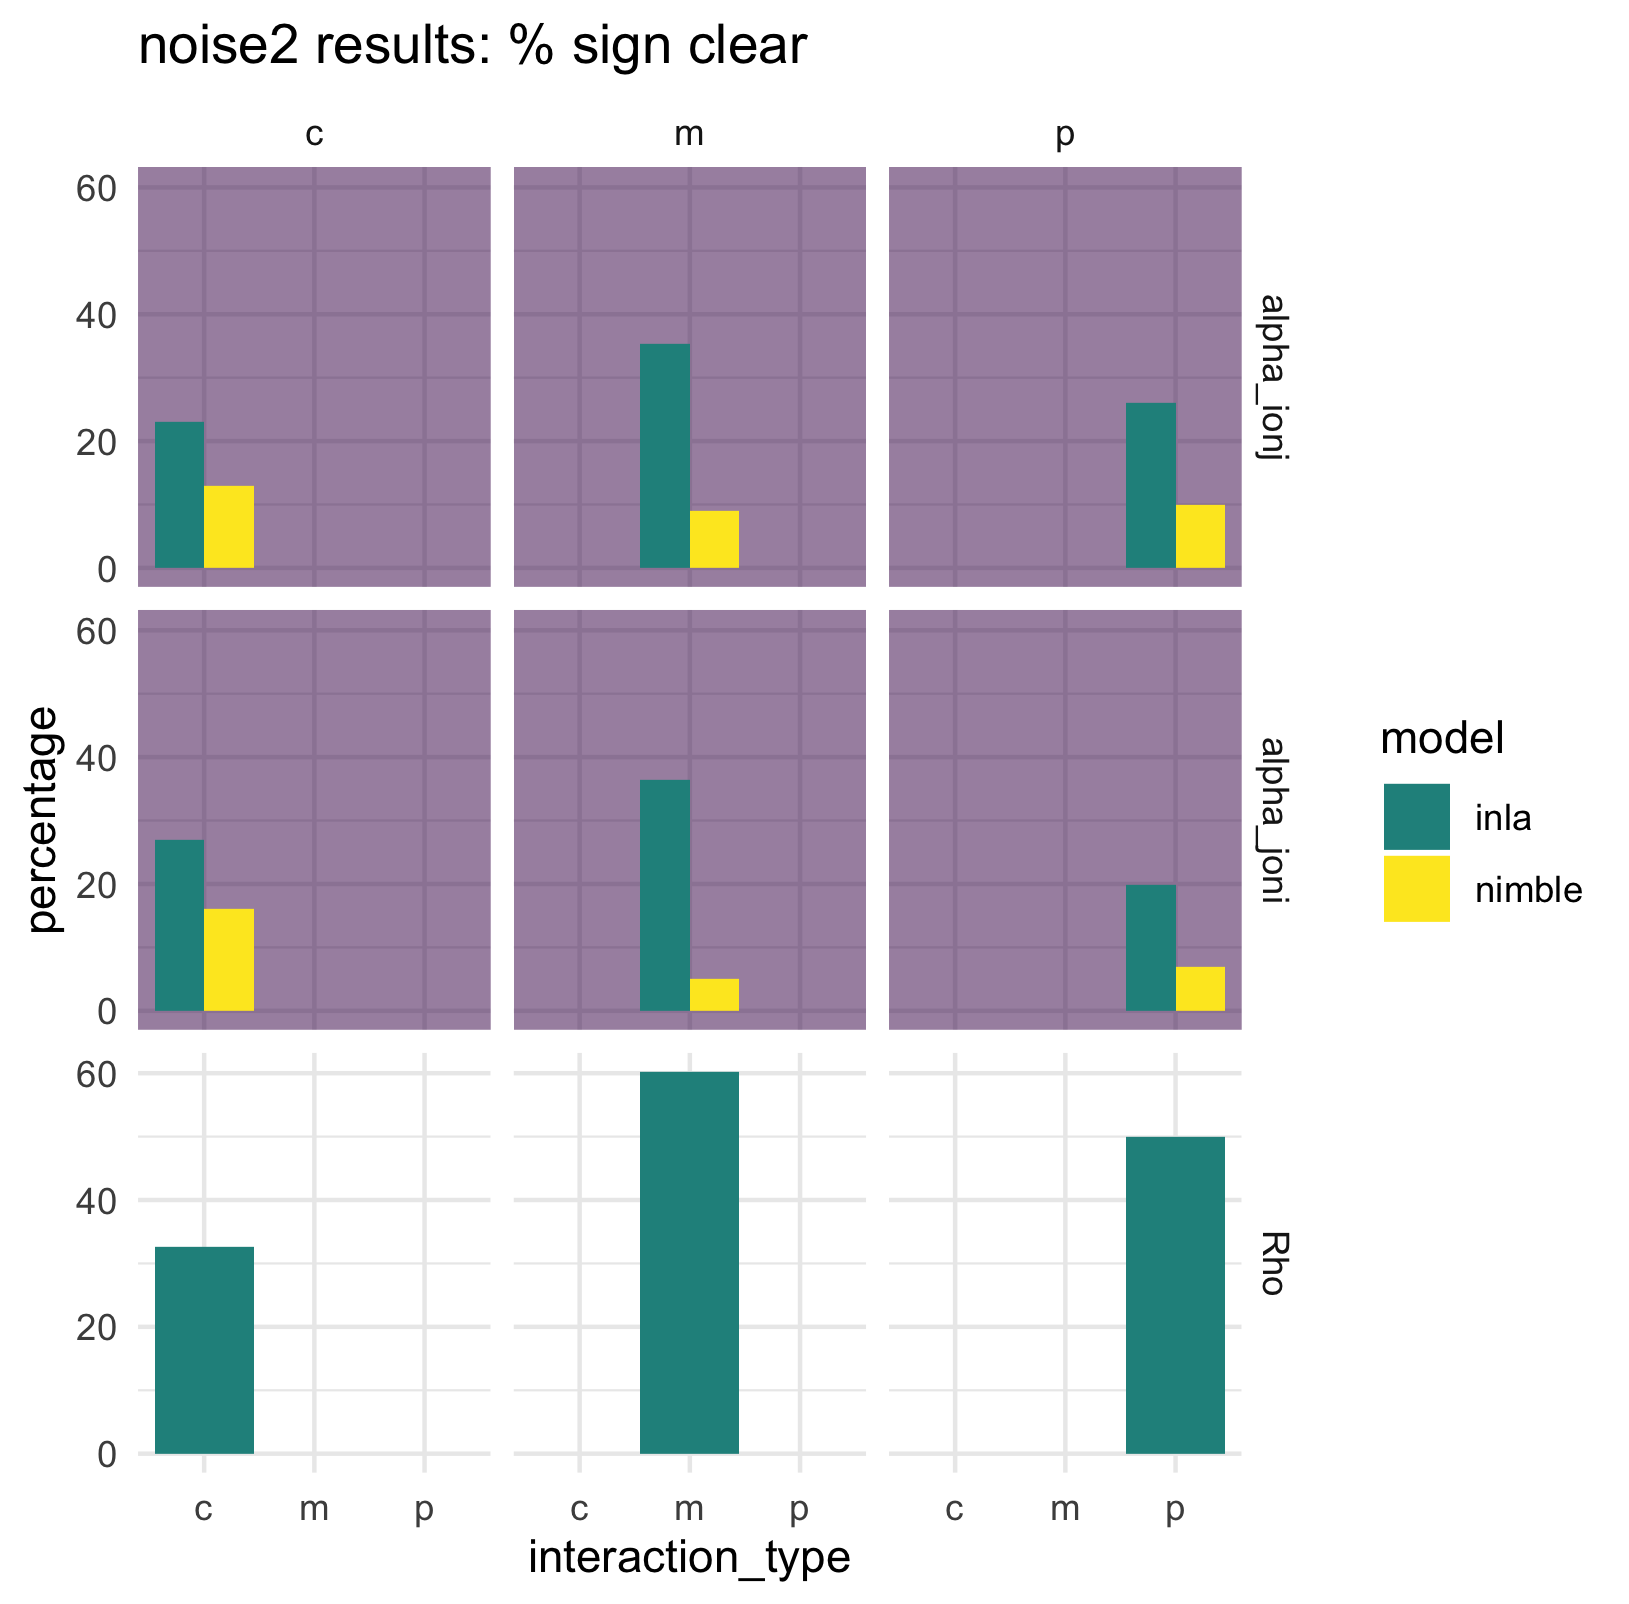 noise2 results: % sign clear
c m p
60
40
20
0
alpha_ionj
60
40
20
0
alpha_joni
60
40
20
0
Rho
c m p c m p c m p
interaction_type
percentage
model
inla
nimble